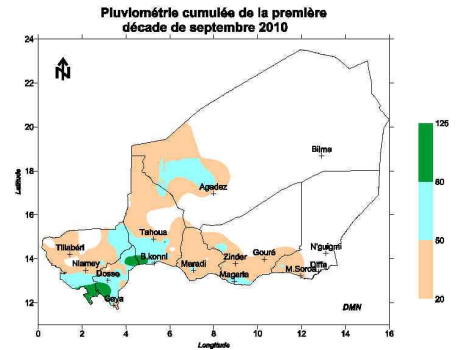 Pluviométrie cumulée de la première
décade de septembre 2010
24
22
20
18
16
14
12
Latitude
N
Bilma
Agadez
Tahoua
Tillabéri
B.konni
N'guigmi
Niamey
Maradi
Zinder
Gouré
Diffa
Dosso
Magaria
M.Soroa
Gaya
DMN
0 2 4 6 8 10 12 14 16
Longitude
125
80
50
20